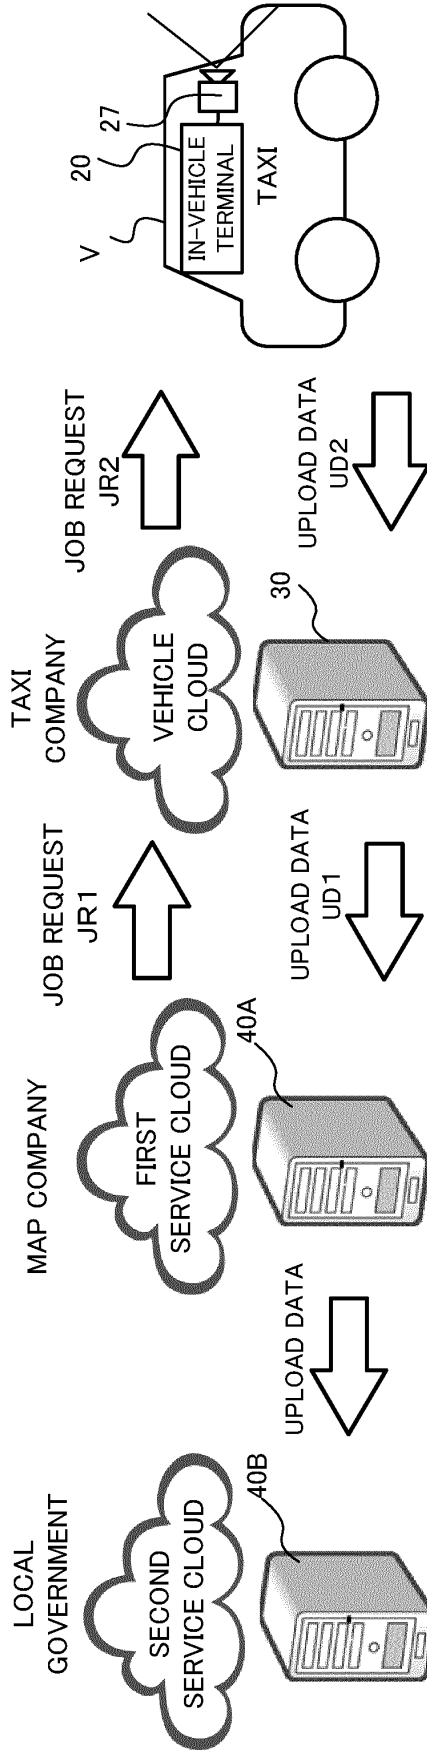 LOCAL
GOVERNMENT
SECOND
SERVICE CLOUD
40B
UPLOAD DATA
MAP COMPANY
FIRST
SERVICE CLOUD
40A
JOB REQUEST
JR1
UPLOAD DATA
UD1
TAXI
COMPANY
VEHICLE
CLOUD
30
JOB REQUEST
JR2
UPLOAD DATA
UD2
V
20
27
IN-VEHICLE
TERMINAL
TAXI